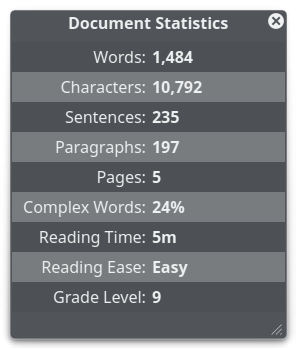 Document Statistics
Words: 1,484
Characters: 10,792
Sentences: 235
Paragraphs: 197
Pages: 5
Complex Words: 24%
Reading Time: 5m
Reading Ease: Easy
Grade Level: 9